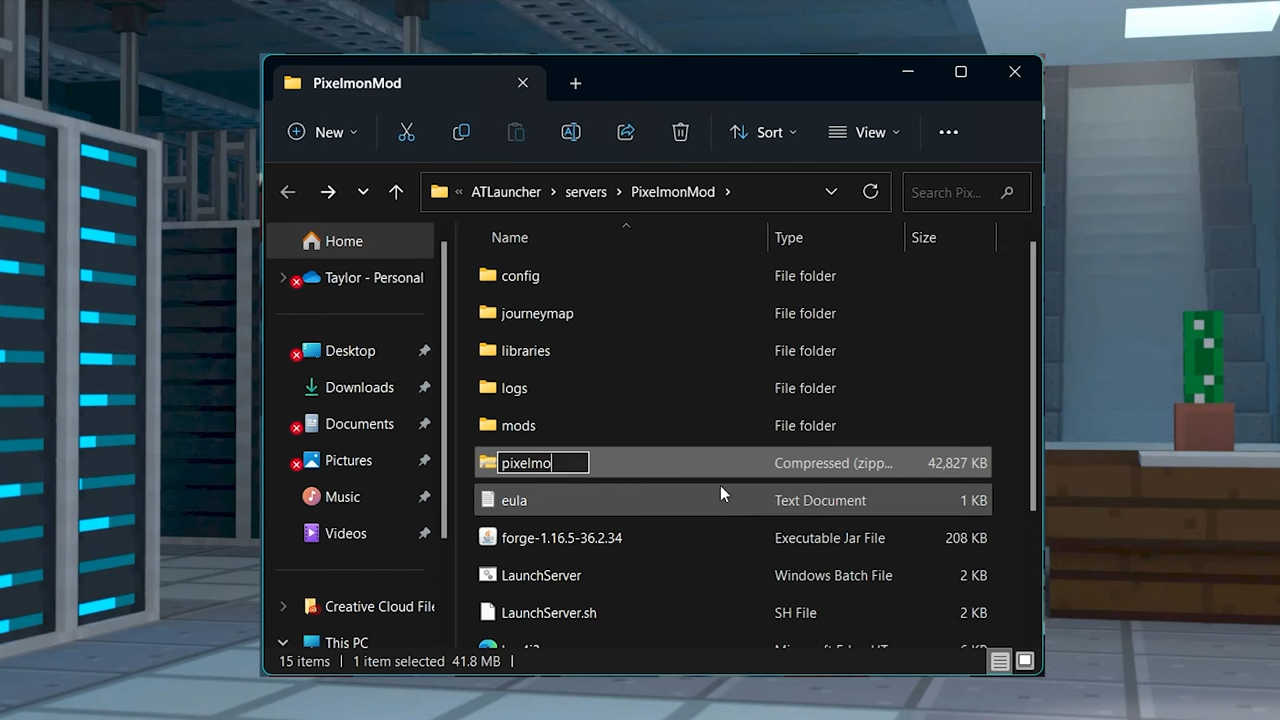 PixelmonMod
New
Sort
View
« ATLauncher > servers > PixelmonMod >
Search Pix...
Home
Taylor - Personal
Desktop
Downloads
Documents
Pictures
Music
Videos
Creative Cloud File
This PC
Name Type Size
config File folder
journeymap File folder
libraries File folder
logs File folder
mods File folder
pixelmo Compressed (zipp... 42,827 KB
eula Text Document 1 KB
forge-1.16.5-36.2.34 Executable Jar File 208 KB
LaunchServer Windows Batch File 2 KB
LaunchServer.sh SH File 2 KB
15 items | 1 item selected 41.8 MB |